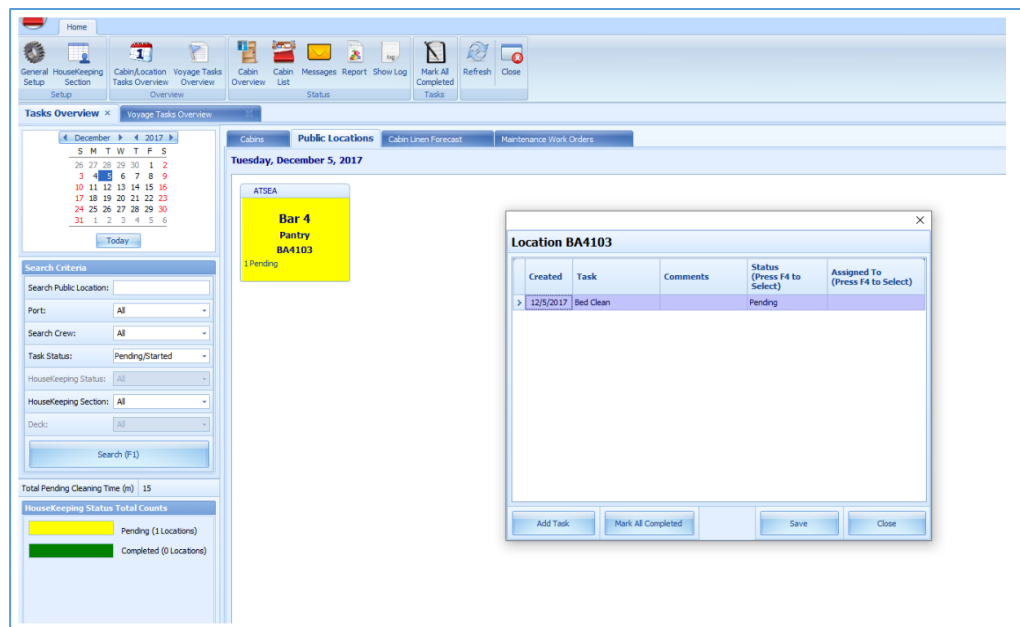 Home
General Setup
HouseKeeping Section
Cabin/Location Tasks Overview
Voyage Tasks Overview
Cabin Overview
Cabin List
Messages
Report
Show Log
Mark All Completed
Refresh
Close
Setup
Overview
Status
Tasks
Tasks Overview ×
Voyage Tasks Overview
December 2017
S M T W T F S
26 27 28 29 30 1 2
3 4 5 6 7 8 9
10 11 12 13 14 15 16
17 18 19 20 21 22 23
24 25 26 27 28 29 30
31 1 2 3 4 5 6
Today
Search Criteria
Search Public Location:
Port: All
Search Crew: All
Task Status: Pending/Started
HouseKeeping Status: All
HouseKeeping Section: All
Deck: All
Search (F1)
Total Pending Cleaning Time (m) 15
HouseKeeping Status Total Counts
Pending (1 Locations)
Completed (0 Locations)
Cabins
Public Locations
Cabin Linen Forecast
Maintenance Work Orders
Tuesday, December 5, 2017
ATSEA
Bar 4
Pantry
BA4103
1 Pending
Location BA4103
Created
Task
Comments
Status
(Press F4 to
Select)
Assigned To
(Press F4 to Select)
12/5/2017 Bed Clean Pending
Add Task
Mark All Completed
Save
Close